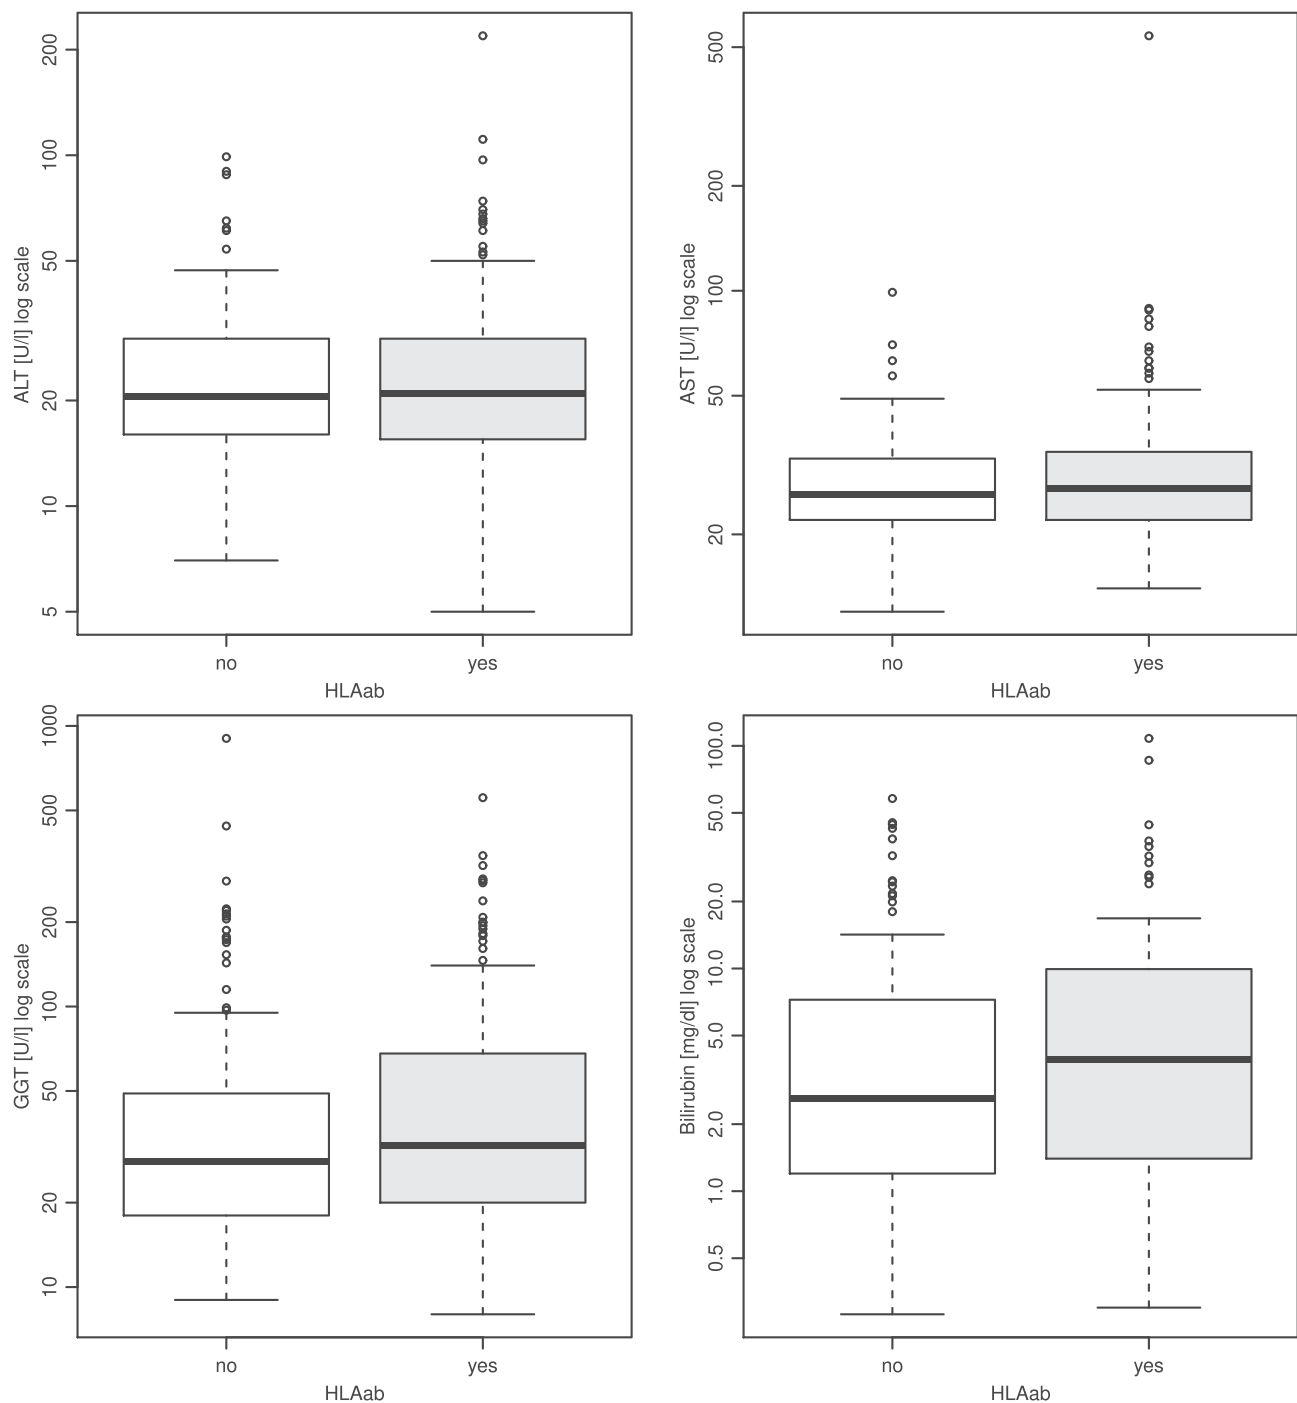 ALT [U/l] log scale
200
100
50
20
10
5
no
yes
HLAab
AST [U/l] log scale
500
200
100
50
20
no
yes
HLAab
GGT [U/l] log scale
1000
500
200
100
50
20
10
no
yes
HLAab
Bilirubin [mg/dl] log scale
100.0
50.0
20.0
10.0
5.0
2.0
1.0
0.5
no
yes
HLAab